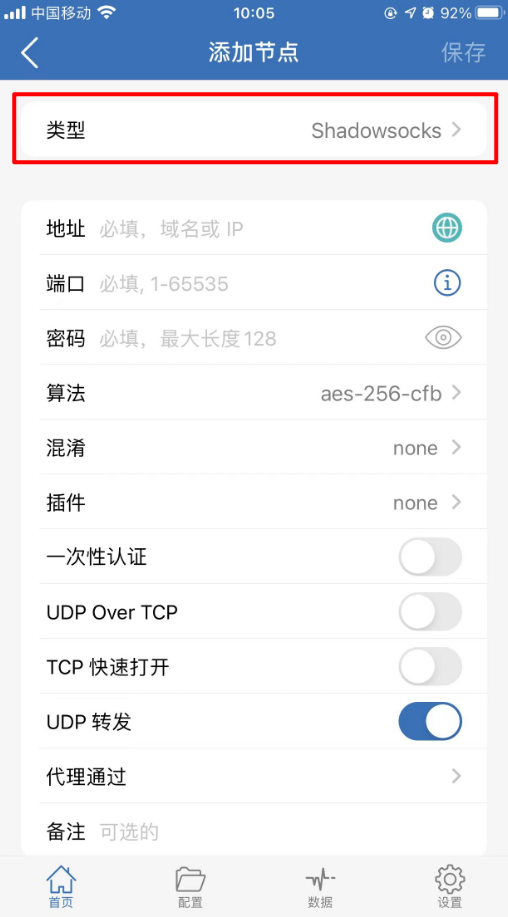 中国移动 10:05 92%
添加节点 保存
类型 Shadowsocks
地址 必填，域名或 IP
端口 必填, 1-65535
密码 必填，最大长度128
算法 aes-256-cfb
混淆 none
插件 none
一次性认证
UDP Over TCP
TCP 快速打开
UDP 转发
代理通过
备注 可选的
首页 配置 数据 设置